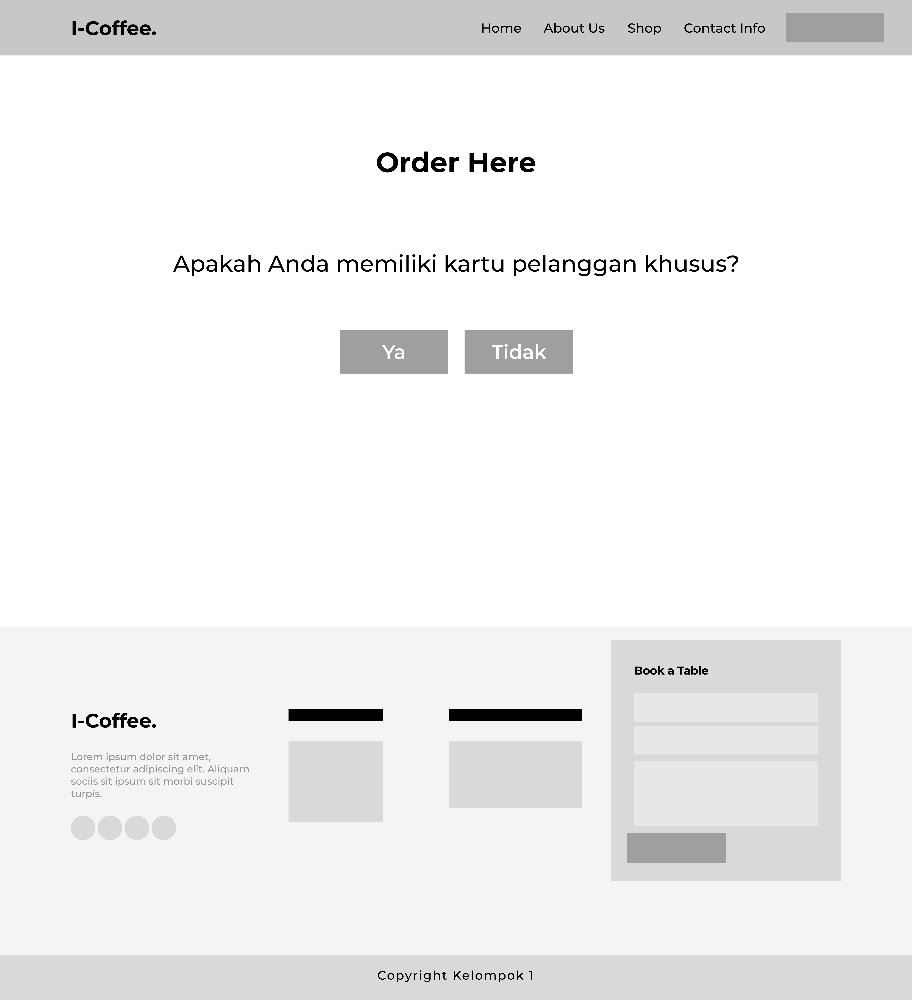 I-Coffee.
Home About Us Shop Contact Info
Order Here
Apakah Anda memiliki kartu pelanggan khusus?
Ya Tidak
I-Coffee.
Lorem ipsum dolor sit amet,
consectetur adipiscing elit. Aliquam
sociis sit ipsum sit morbi suscipit
turpis.
Book a Table
Copyright Kelompok 1